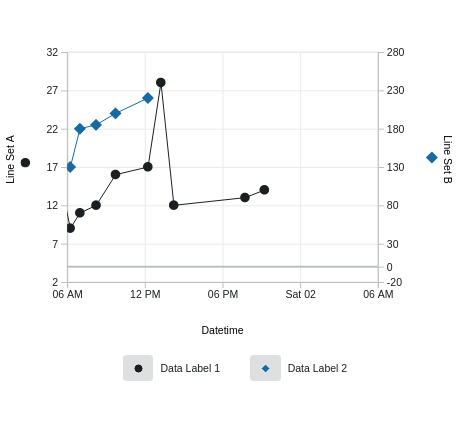 32 280
27 230
22 180
17 130
12 80
7 30
0
2 -20
06 AM 12 PM 06 PM Sat 02 06 AM
Line Set A
Line Set B
Datetime
Data Label 1 Data Label 2